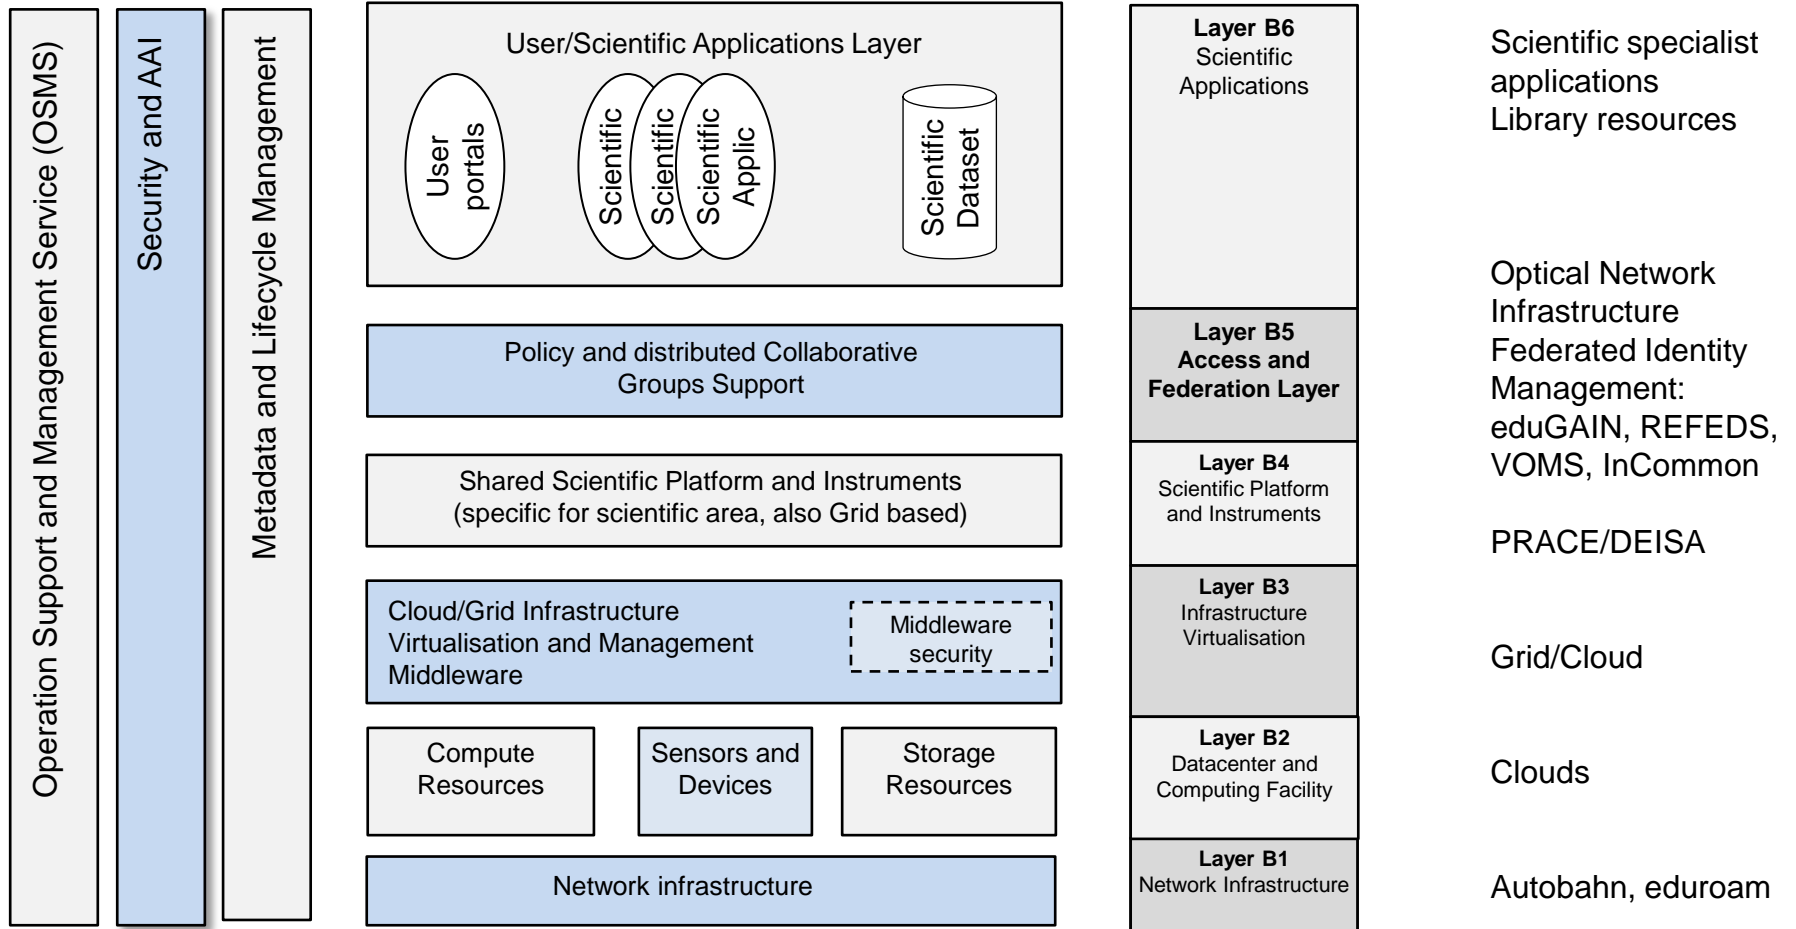 Operation Support and Management Service (OSMS)
Security and AAI
Metadata and Lifecycle Management
User/Scientific Applications Layer
User
portals
Scientific
Scientific
Scientific
Applic
Scientific
Dataset
Policy and distributed Collaborative
Groups Support
Shared Scientific Platform and Instruments
(specific for scientific area, also Grid based)
Cloud/Grid Infrastructure
Virtualisation and Management
Middleware
Middleware
security
Compute
Resources
Sensors and
Devices
Storage
Resources
Network infrastructure
Layer B6
Scientific
Applications
Layer B5
Access and
Federation Layer
Layer B4
Scientific Platform
and Instruments
Layer B3
Infrastructure
Virtualisation
Layer B2
Datacenter and
Computing Facility
Layer B1
Network Infrastructure
Scientific specialist
applications
Library resources
Optical Network
Infrastructure
Federated Identity
Management:
eduGAIN, REFEDS,
VOMS, InCommon
PRACE/DEISA
Grid/Cloud
Clouds
Autobahn, eduroam